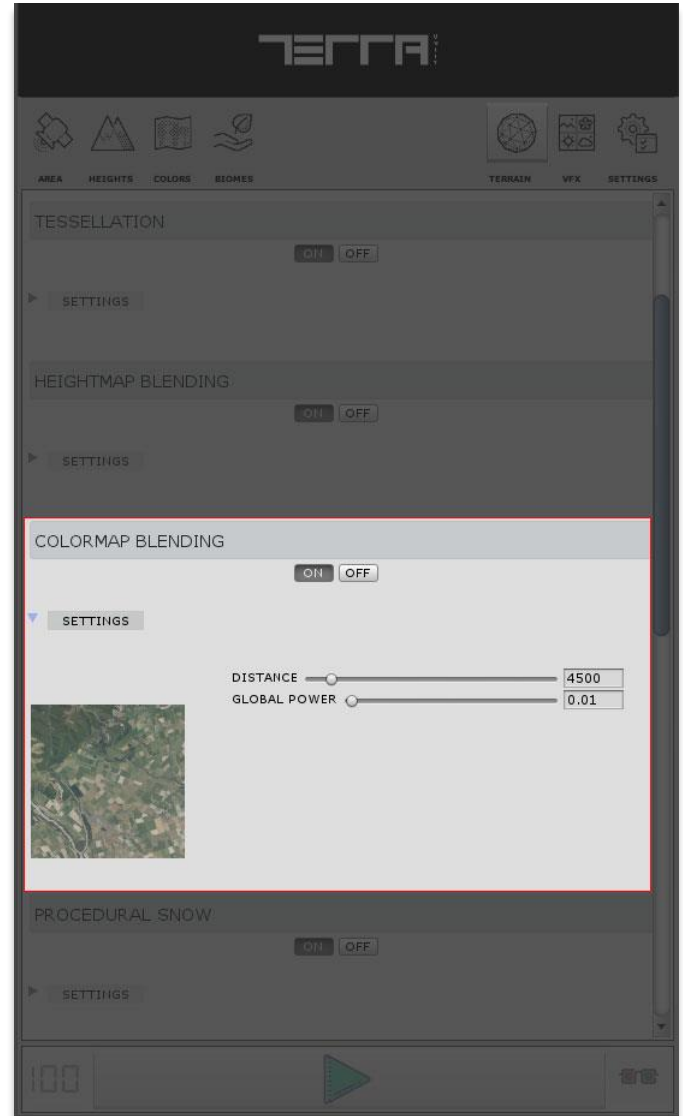 TERRA
UNITY
AREA HEIGHTS COLORS BIOMES TERRAIN VFX SETTINGS
TESSELLATION
ON OFF
SETTINGS
HEIGHTMAP BLENDING
ON OFF
SETTINGS
COLORMAP BLENDING
ON OFF
SETTINGS
DISTANCE 4500
GLOBAL POWER 0.01
PROCEDURAL SNOW
ON OFF
SETTINGS
100